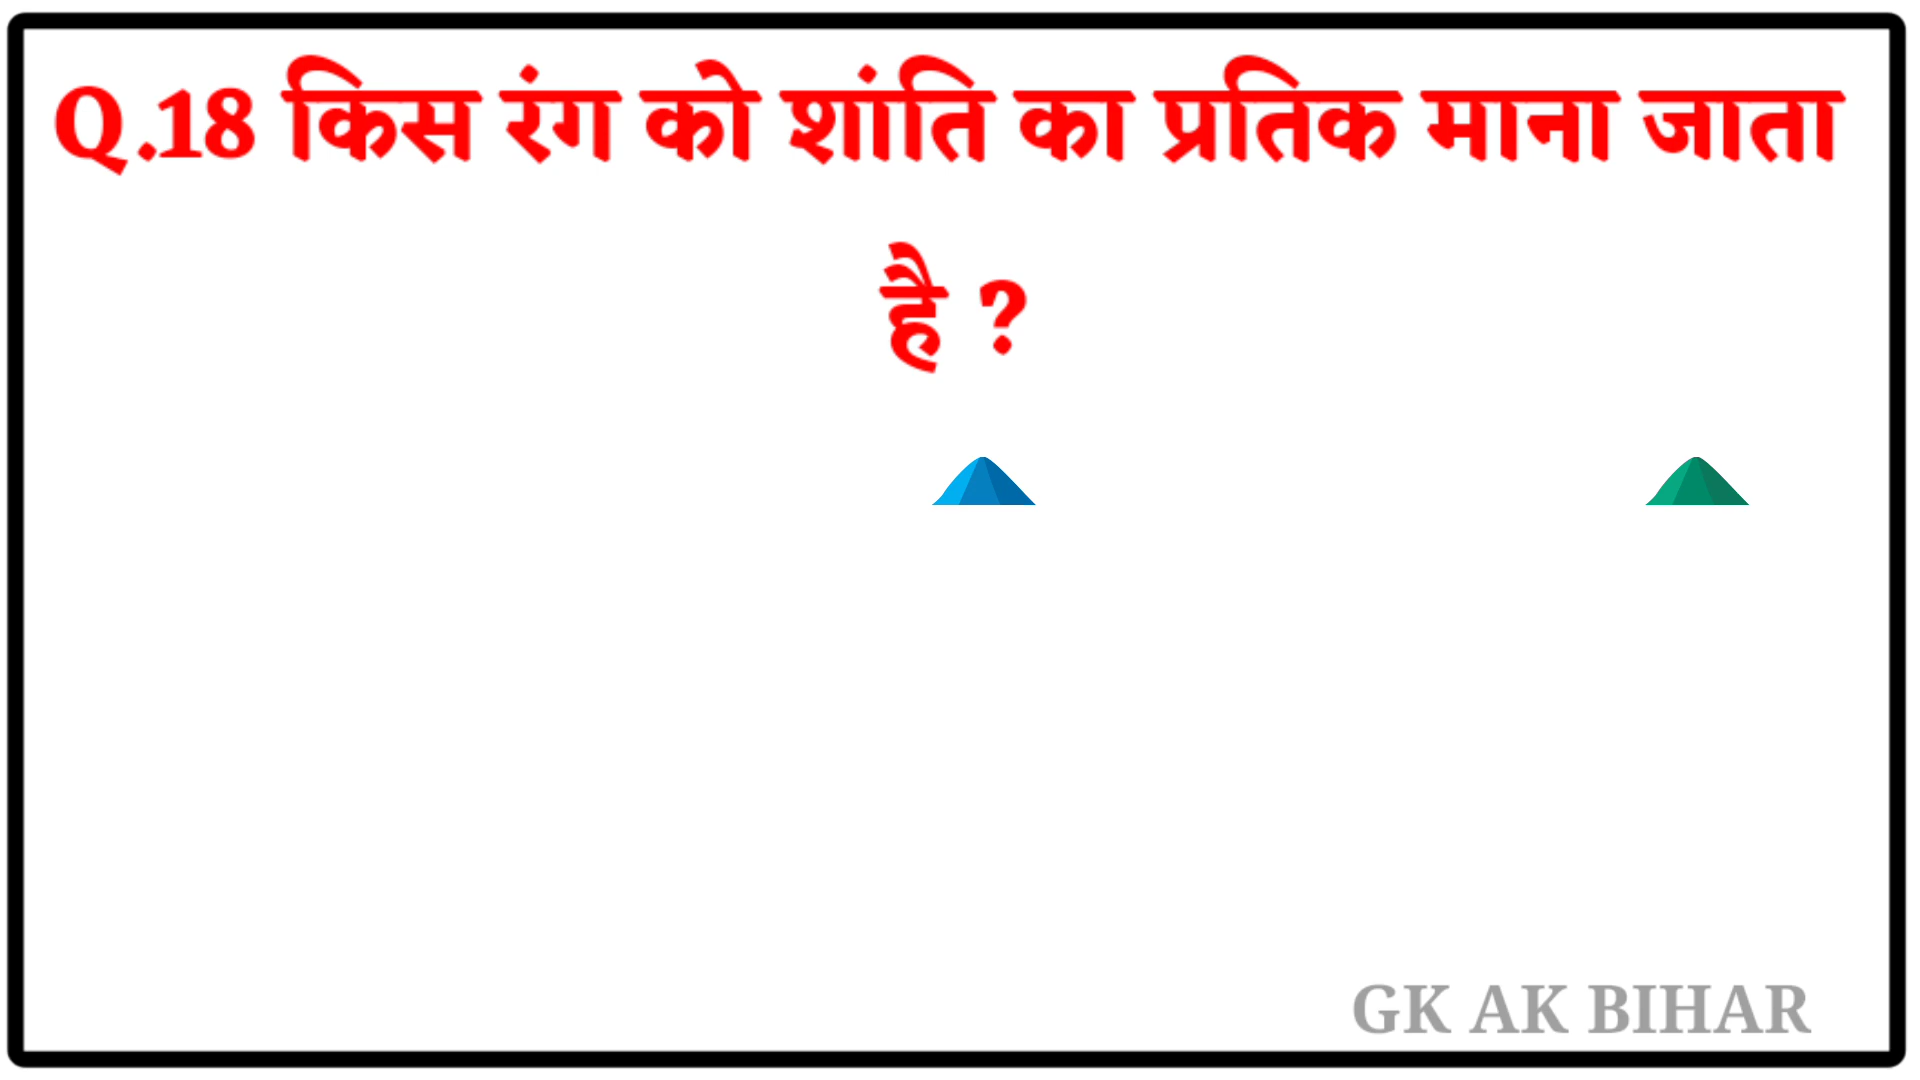 Q.18 किस रंग को शांति का प्रतिक माना जाता
है ?
GK AK BIHAR